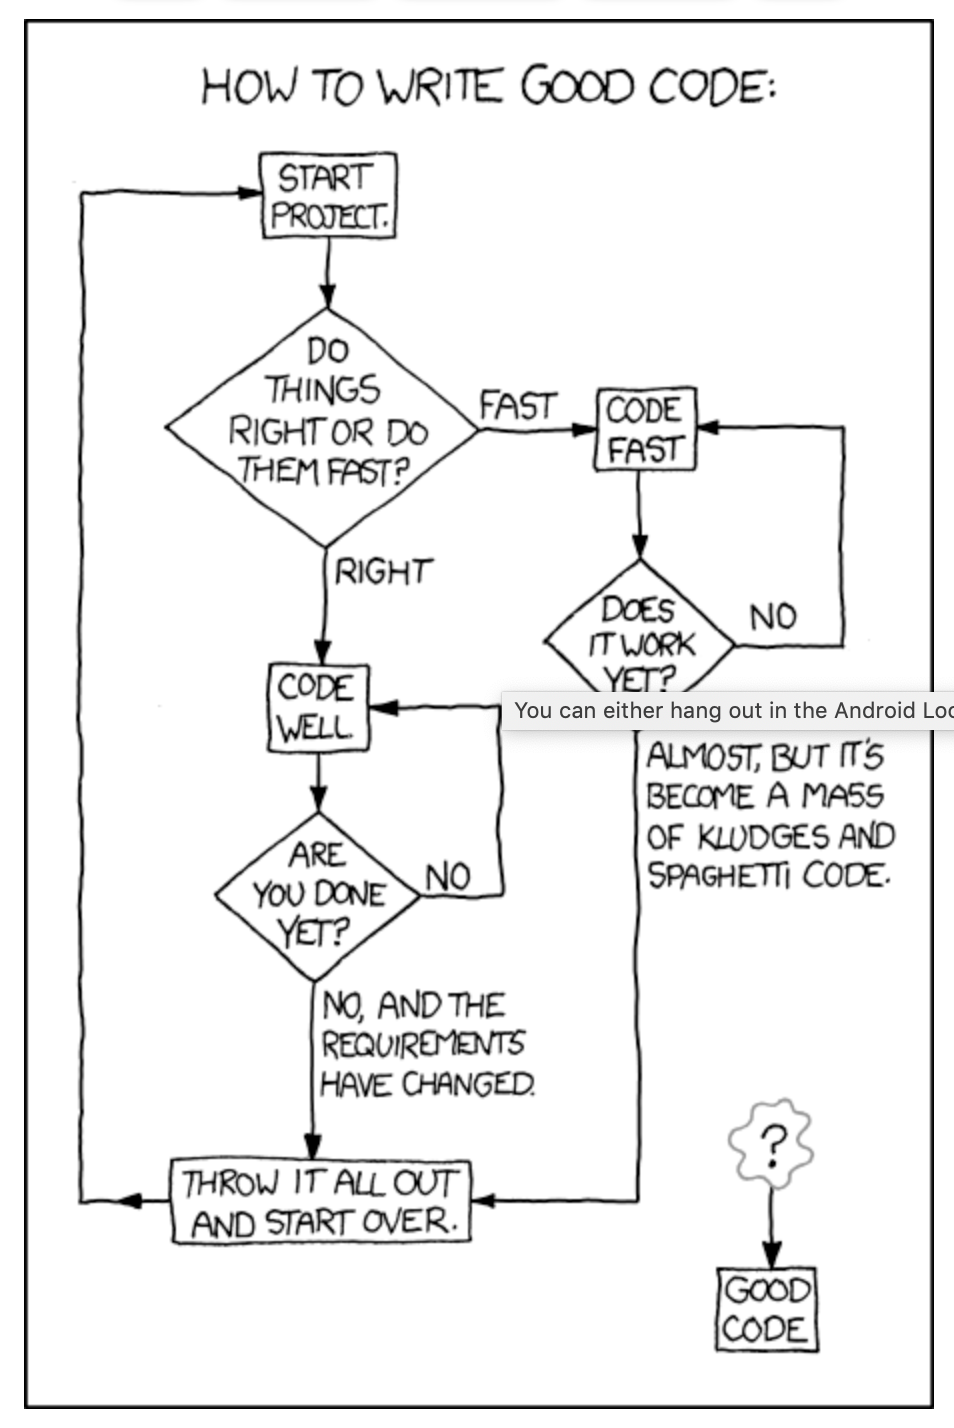 HOW TO WRITE GOOD CODE:
START
PROJECT.
DO
THINGS
RIGHT OR DO
THEM FAST?
FAST
CODE
FAST
RIGHT
DOES
IT WORK
YET?
NO
CODE
WELL.
You can either hang out in the Android
ALMOST, BUT IT'S
BECOME A MASS
OF KLUDGES AND
SPAGHETTI CODE.
ARE
YOU DONE
YET?
NO
NO, AND THE
REQUIREMENTS
HAVE CHANGED.
THROW IT ALL OUT
AND START OVER.
?
GOOD
CODE